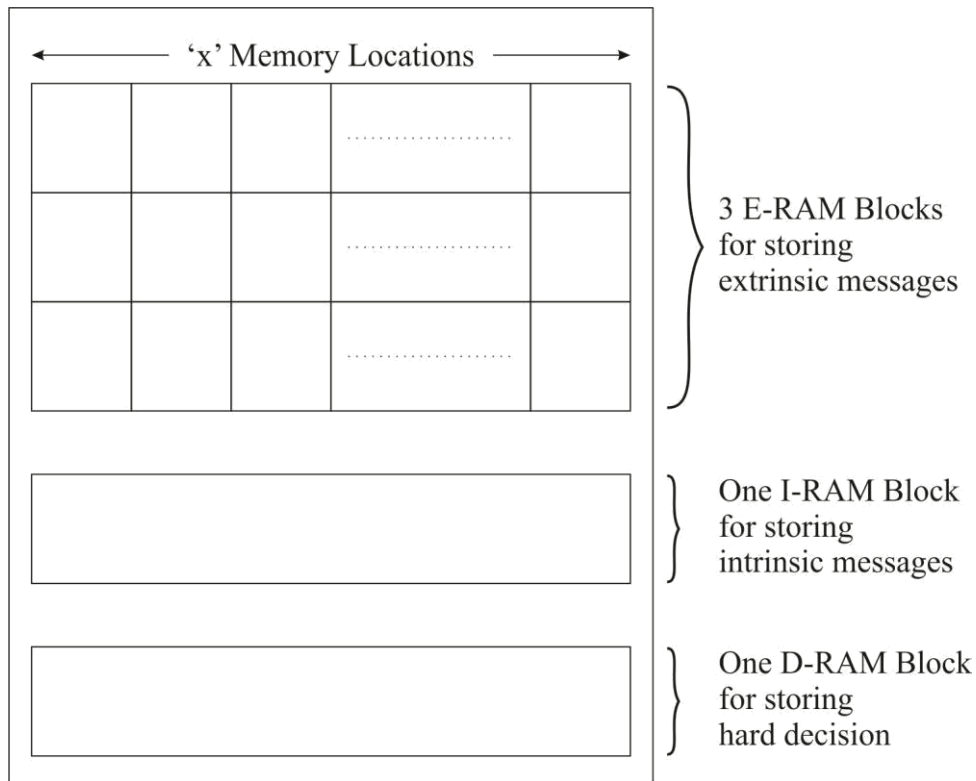 ‘x’ Memory Locations
3 E-RAM Blocks
for storing
extrinsic messages
One I-RAM Block
for storing
intrinsic messages
One D-RAM Block
for storing
hard decision